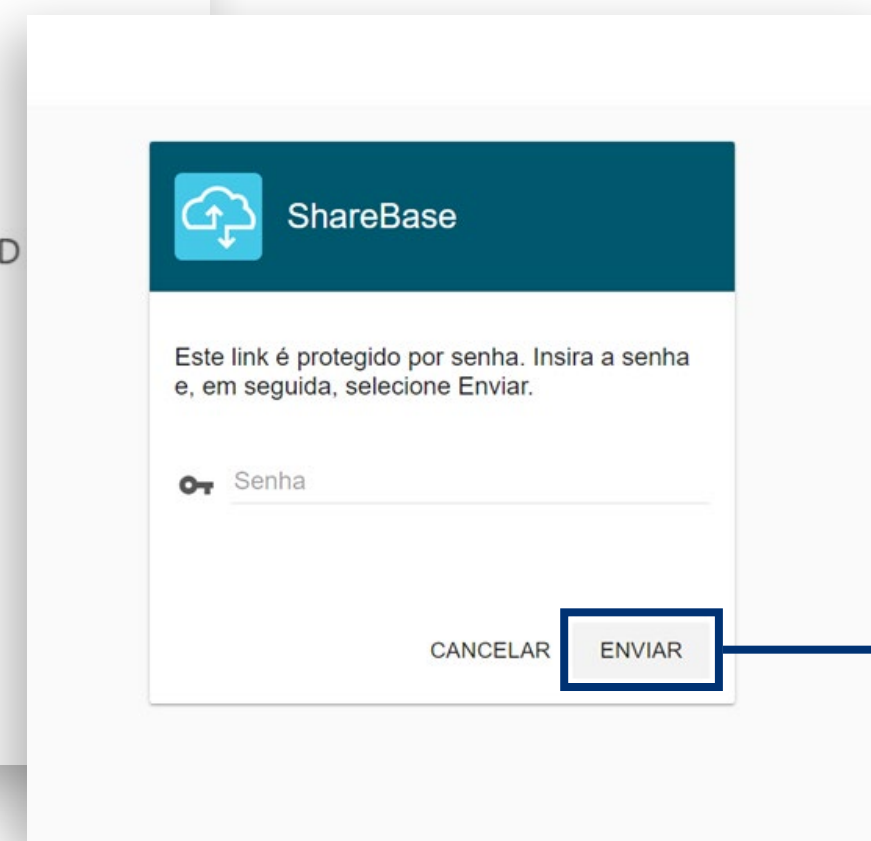 D
ShareBase
Este link é protegido por senha. Insira a senha
e, em seguida, selecione Enviar.
Senha
CANCELAR ENVIAR